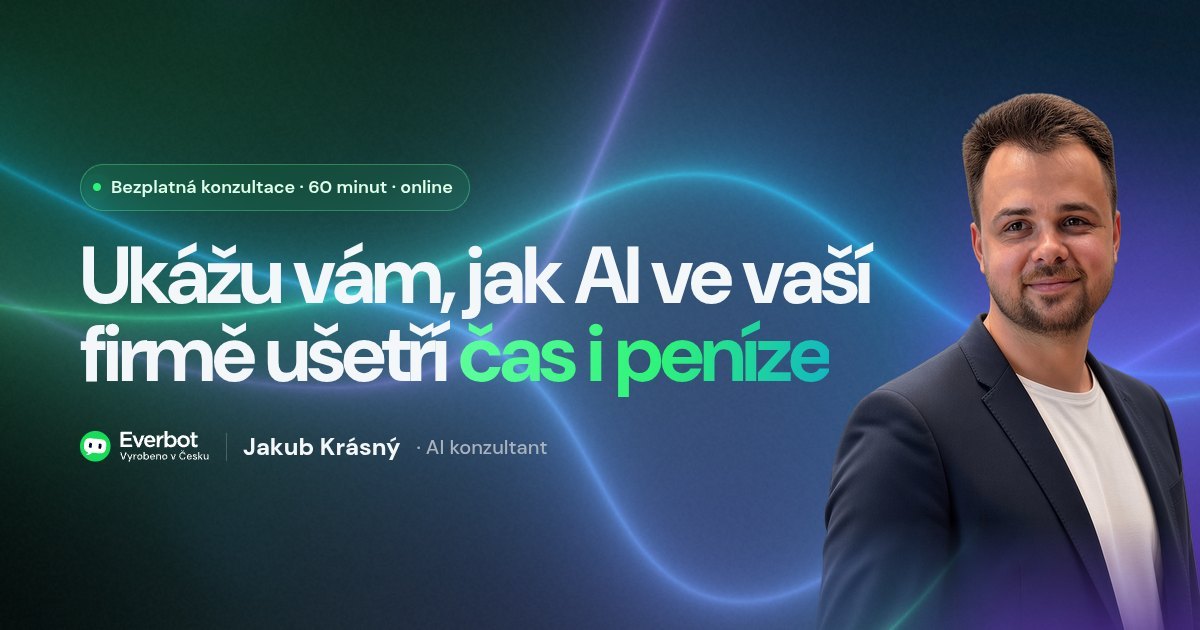 Bezplatná konzultace · 60 minut · online
Ukážu vám, jak AI ve vaší
firmě ušetří čas i peníze
Everbot
Vyrobeno v Česku
Jakub Krásný · AI konzultant